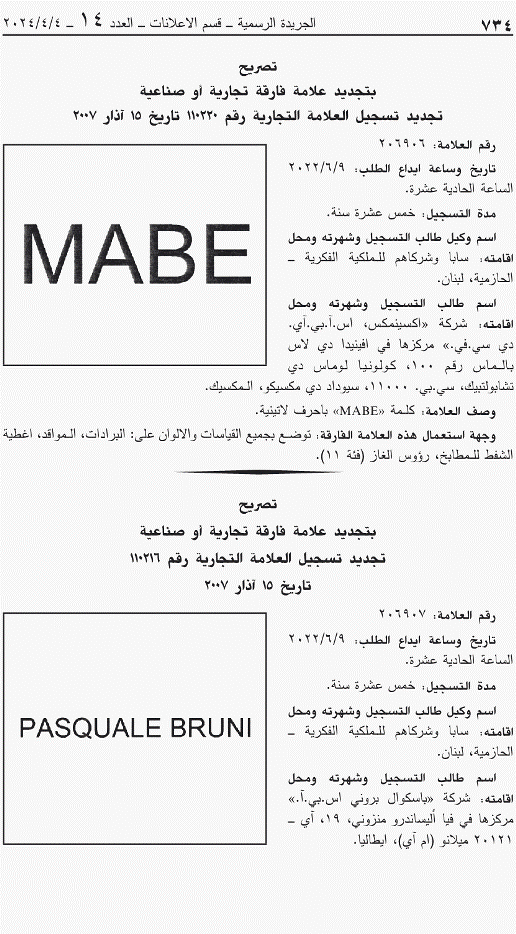 ٧٣٤ الجريدة الرسمية ــ قسم الاعلانات ــ العدد ١٤ ــ ٢٠٢٤/٤/٤
تصريح
بتجديد علامة فارقة تجارية أو صناعية
تجديد تسجيل العلامة التجارية رقم ١١٠٢٢٠ تاريخ ١٥ آذار ٢٠٠٧
رقم العلامة: ٢٠٦٩٠٦
تاريخ وساعة ايداع الطلب: ٢٠٢٢/٦/٩
الساعة الحادية عشرة.
مدة التسجيل: خمس عشرة سنة.
اسم وكيل طالب التسجيل وشهرته ومحل
اقامته: سابا وشركاهم للملكية الفكرية ــ
الحازمية، لبنان.
اسم طالب التسجيل وشهرته ومحل
اقامته: شركة «اكسينمكس، اس.آ.بي.آي.
دي سي.في.» مركزها في افينيدا دي لاس
بالماس رقم ١٠٠، كولونيا لوماس دي
تشابولتبيك، سي.بي. ١١٠٠٠، سيوداد دي مكسيكو، المكسيك.
وصف العلامة: كلمة «MABE» باحرف لاتينية.
وجهة استعمال هذه العلامة الفارقة: توضع بجميع القياسات والالوان على: البرادات، المواقد، اغطية
الشفط للمطابخ، رؤوس الغاز (فئة ١١).
MABE
تصريح
بتجديد علامة فارقة تجارية أو صناعية
تجديد تسجيل العلامة التجارية رقم ١١٠٢١٦
تاريخ ١٥ آذار ٢٠٠٧
رقم العلامة: ٢٠٦٩٠٧
تاريخ وساعة ايداع الطلب: ٢٠٢٢/٦/٩
الساعة الحادية عشرة.
مدة التسجيل: خمس عشرة سنة.
اسم وكيل طالب التسجيل وشهرته ومحل
اقامته: سابا وشركاهم للملكية الفكرية ــ
الحازمية، لبنان.
اسم طالب التسجيل وشهرته ومحل
اقامته: شركة «باسكوال بروني اس.بي.آ.»
مركزها في فيا أليساندرو منزوني، ١٩، آي ــ
٢٠١٢١ ميلانو (ام آي)، ايطاليا.
PASQUALE BRUNI